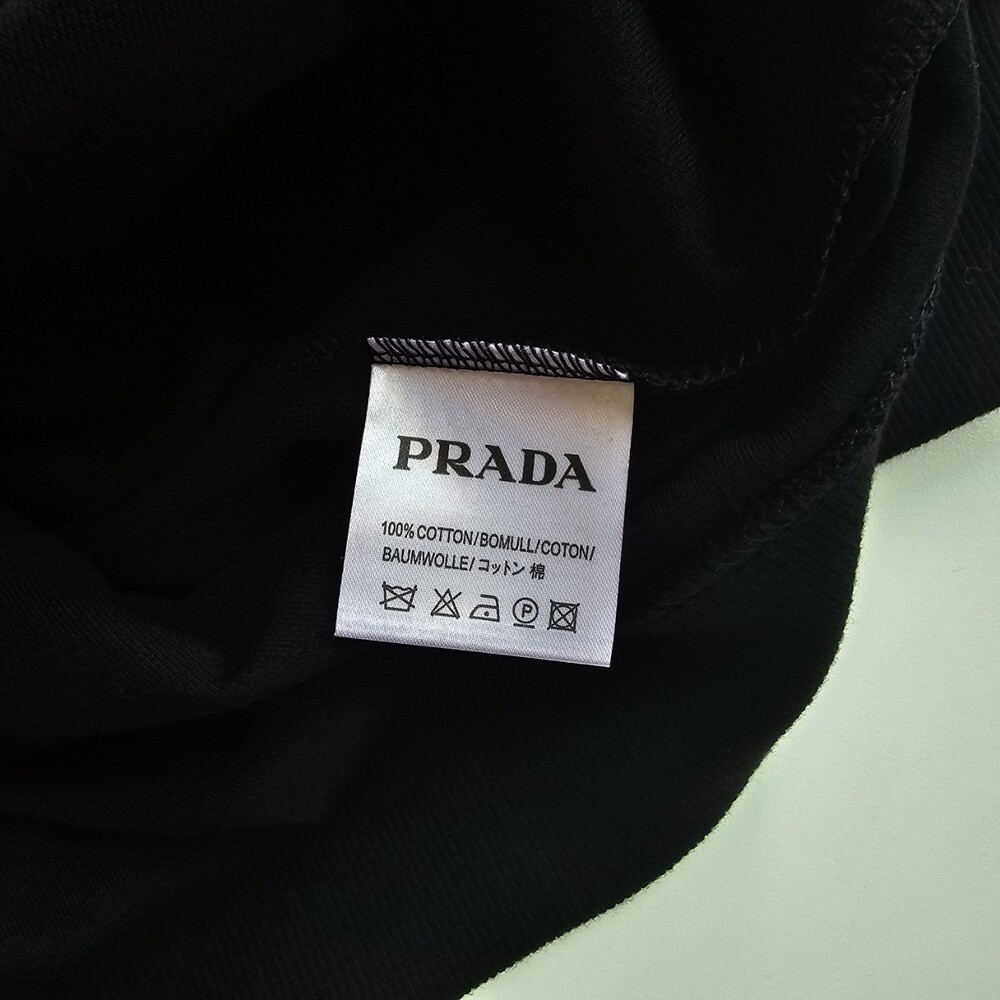 PRADA
100% COTTON/BOMULL/COTON/
BAUMWOLLE/コットン 棉
P